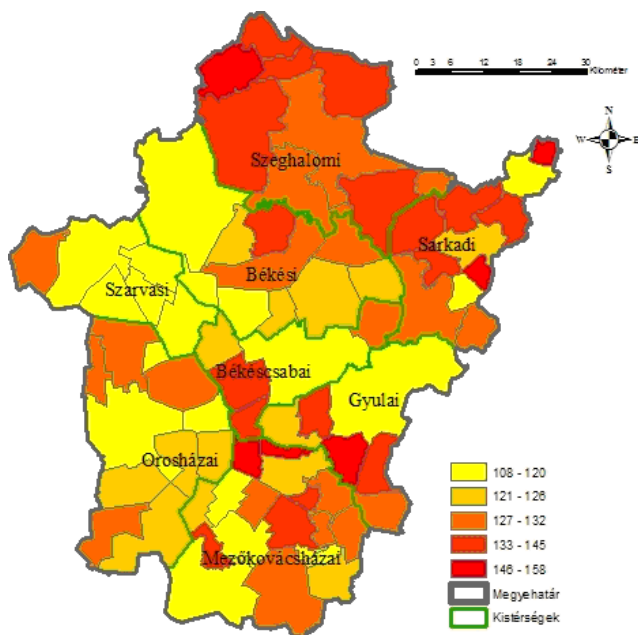 0 3 6 12 18 24 30
Kilométer
N
W E
S
Szeghalomi
Sarkadi
Békési
Szarvasi
Békéscsabai
Gyulai
Orosházai
Mezőkovácsházai
108 - 120
121 - 126
127 - 132
133 - 145
146 - 158
Megyehatár
Kistérségek